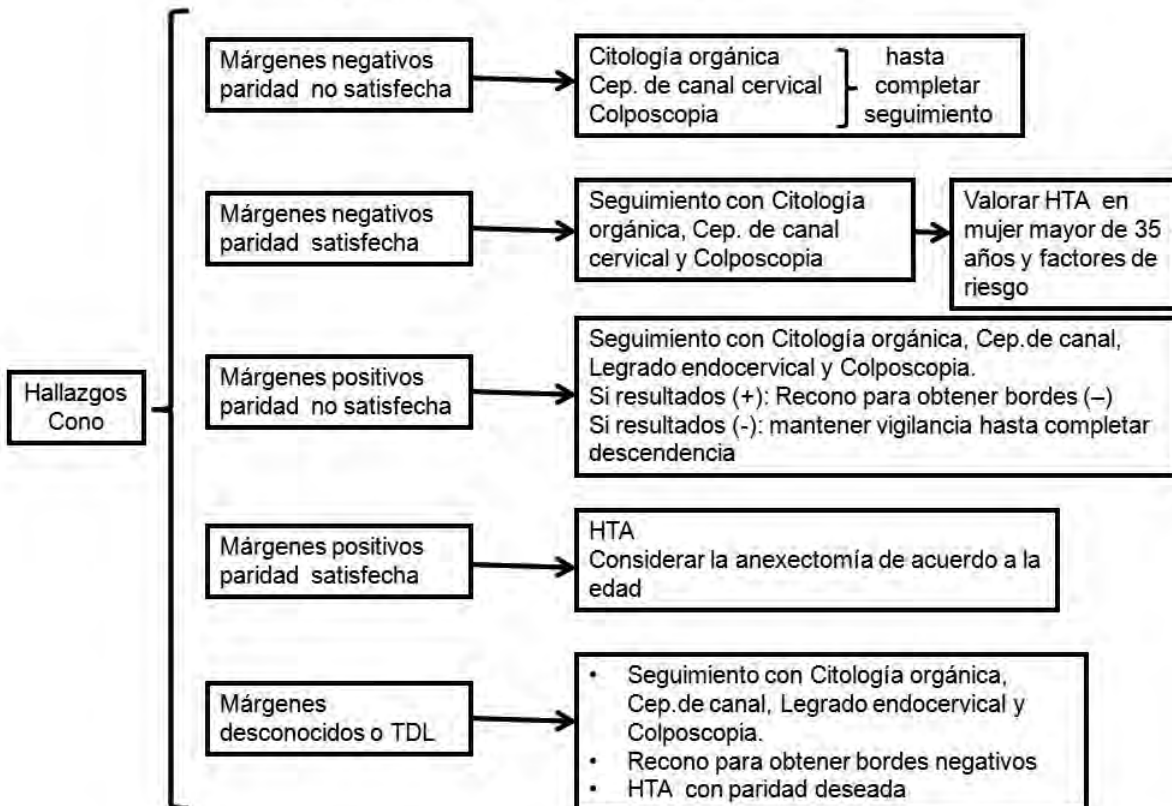 Hallazgos
Cono
Márgenes negativos
paridad no satisfecha
Citología orgánica
Cep. de canal cervical
Colposcopia
hasta
completar
seguimiento
Márgenes negativos
paridad satisfecha
Seguimiento con Citología
orgánica, Cep. de canal
cervical y Colposcopia
Valorar HTA en
mujer mayor de 35
años y factores de
riesgo
Márgenes positivos
paridad no satisfecha
Seguimiento con Citología orgánica, Cep.de canal,
Legrado endocervical y Colposcopia.
Si resultados (+): Recono para obtener bordes (–)
Si resultados (-): mantener vigilancia hasta completar
descendencia
Márgenes positivos
paridad satisfecha
HTA
Considerar la anexectomía de acuerdo a la
edad
Márgenes
desconocidos o TDL
• Seguimiento con Citología orgánica,
Cep.de canal, Legrado endocervical y
Colposcopia.
• Recono para obtener bordes negativos
• HTA con paridad deseada